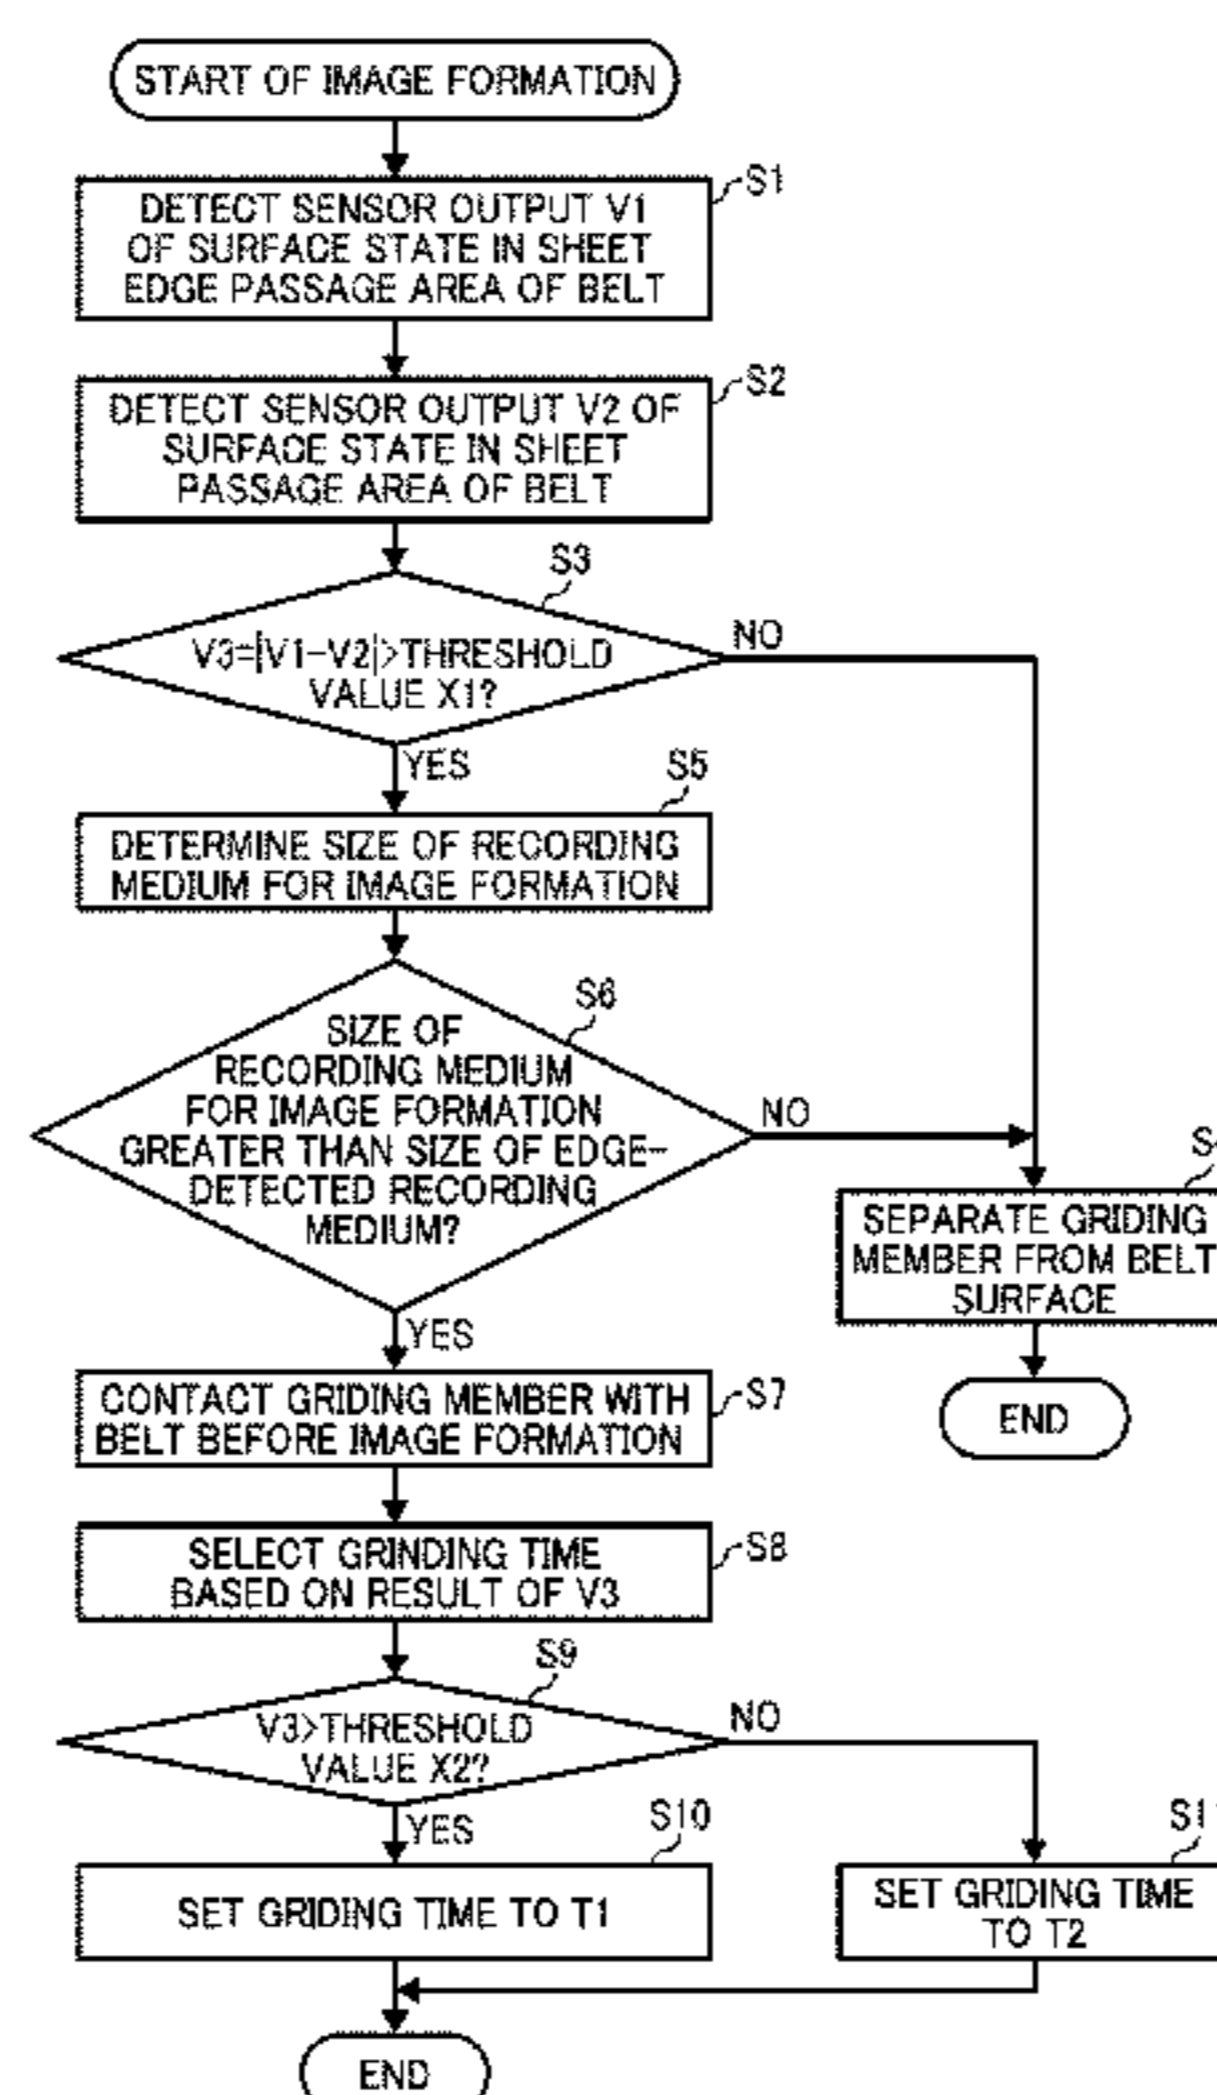 START OF IMAGE FORMATION
S1
DETECT SENSOR OUTPUT V1
OF SURFACE STATE IN SHEET
EDGE PASSAGE AREA OF BELT
S2
DETECT SENSOR OUTPUT V2 OF
SURFACE STATE IN SHEET
PASSAGE AREA OF BELT
S3
V3=|V1-V2|>THRESHOLD
VALUE X1?
NO
YES
S5
DETERMINE SIZE OF RECORDING
MEDIUM FOR IMAGE FORMATION
S6
SIZE OF
RECORDING MEDIUM
FOR IMAGE FORMATION
GREATER THAN SIZE OF EDGE-
DETECTED RECORDING
MEDIUM?
NO
YES
SEPARATE GRIDING
MEMBER FROM BELT
SURFACE
END
S7
CONTACT GRIDING MEMBER WITH
BELT BEFORE IMAGE FORMATION
S8
SELECT GRINDING TIME
BASED ON RESULT OF V3
S9
V3>THRESHOLD
VALUE X2?
NO
YES
S10
SET GRIDING TIME TO T1
SET GRIDING TIME
TO T2
END